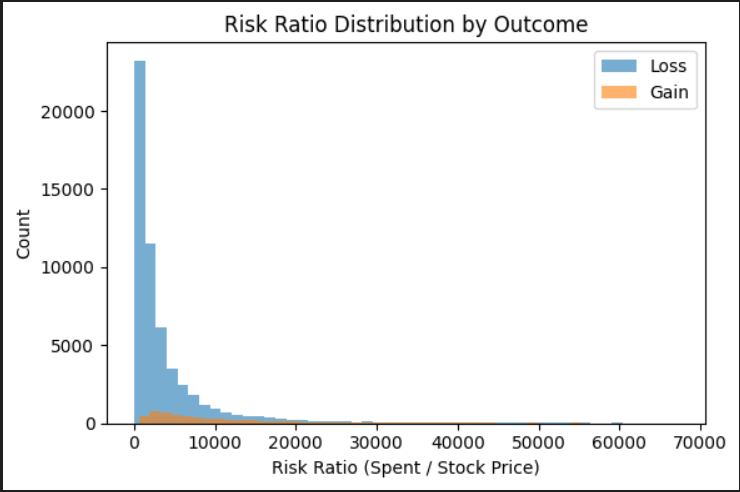 Risk Ratio Distribution by Outcome
Loss
Gain
20000
15000
10000
5000
0
Count
0 10000 20000 30000 40000 50000 60000 70000
Risk Ratio (Spent / Stock Price)